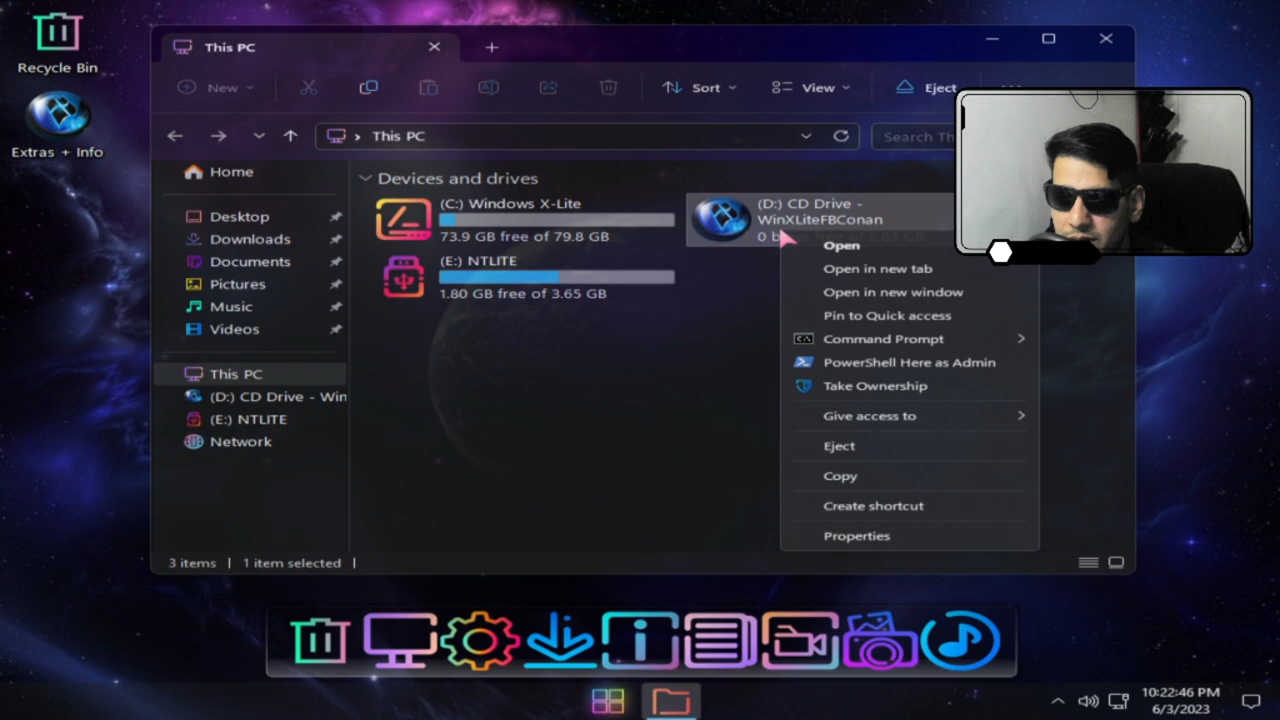 Recycle Bin
Extras + Info
This PC
New
Sort
View
Eject
This PC
Search Th
Home
Desktop
Downloads
Documents
Pictures
Music
Videos
This PC
(D:) CD Drive - Win
(E:) NTLITE
Network
Devices and drives
(C:) Windows X-Lite
73.9 GB free of 79.8 GB
(E:) NTLITE
1.80 GB free of 3.65 GB
(D:) CD Drive -
WinXLiteFBConan
0 b
Open
Open in new tab
Open in new window
Pin to Quick access
Command Prompt
PowerShell Here as Admin
Take Ownership
Give access to
Eject
Copy
Create shortcut
Properties
3 items
1 item selected
10:22:46 PM
6/3/2023